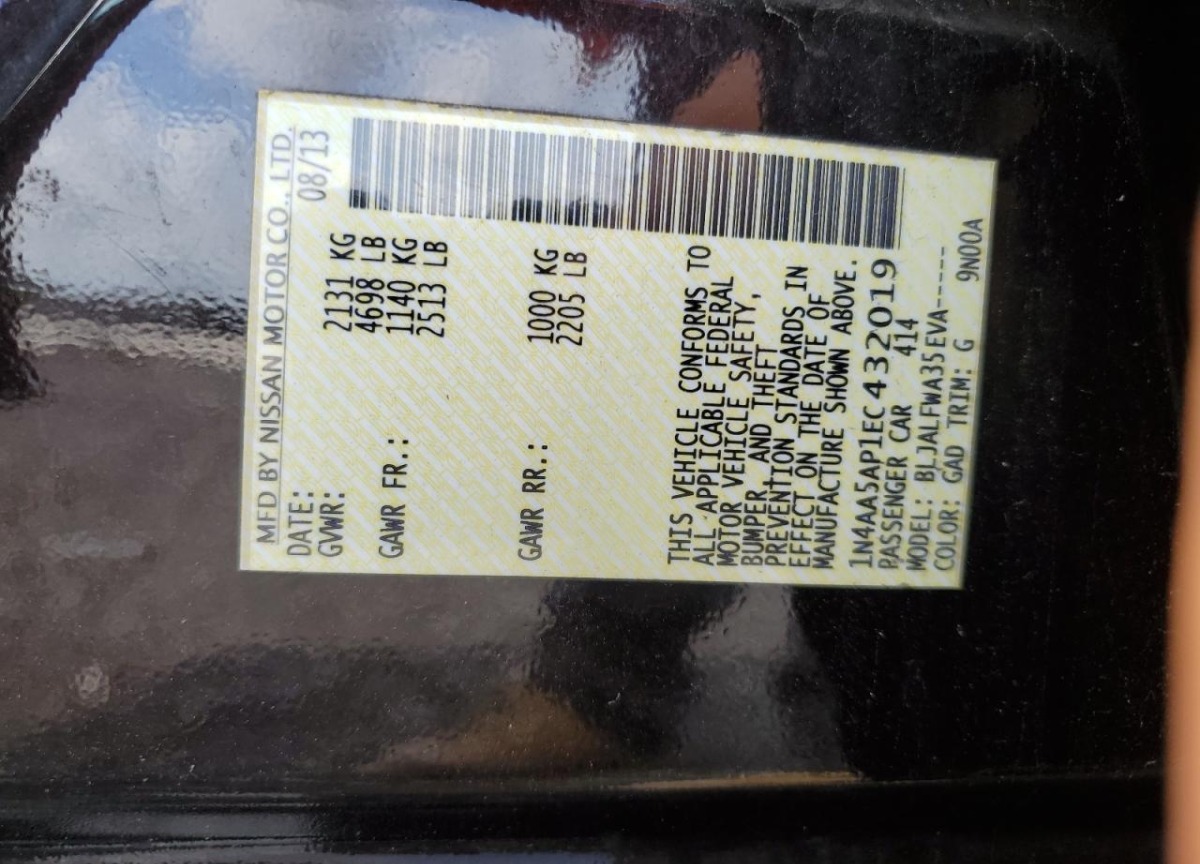 MFD BY NISSAN MOTOR CO., LTD.
DATE: 08/13
GVWR: 2131 KG
4698 LB
GAWR FR.: 1140 KG
2513 LB
GAWR RR.: 1000 KG
2205 LB
THIS VEHICLE CONFORMS TO
ALL APPLICABLE FEDERAL
MOTOR VEHICLE SAFETY,
BUMPER, AND THEFT
PREVENTION STANDARDS IN
EFFECT ON THE DATE OF
MANUFACTURE SHOWN ABOVE.
1N4AA5AP1EC432019
PASSENGER CAR 414
MODEL: BLJALFWA35EVA-----
COLOR: GAD TRIM: G 9N00A